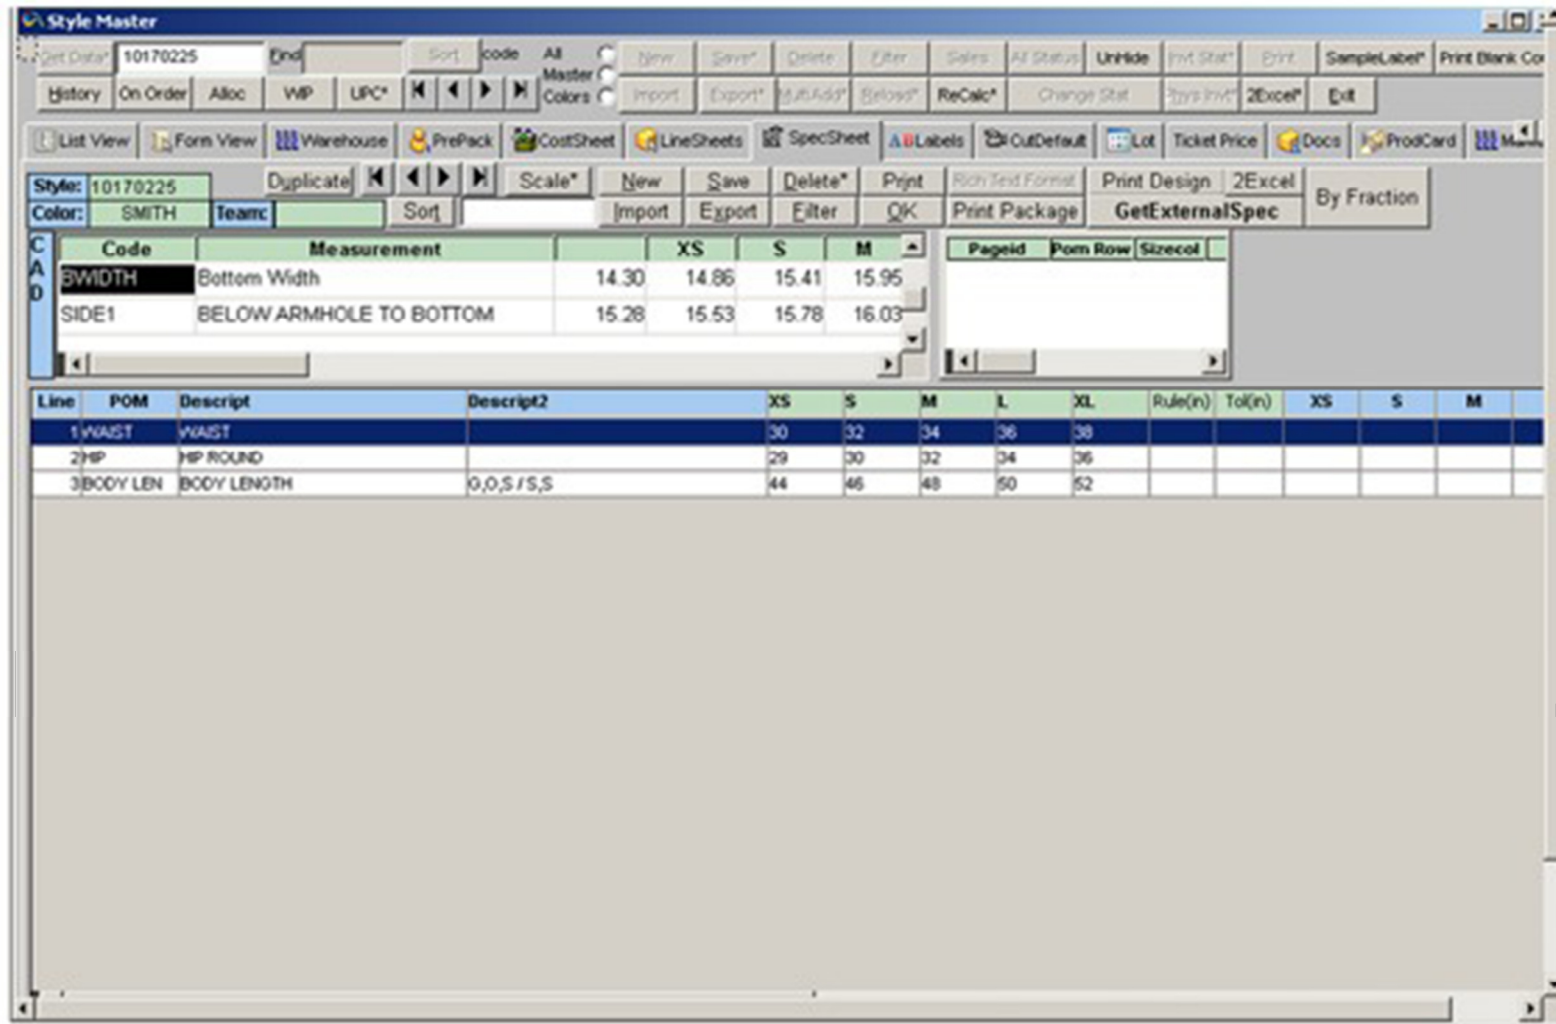 Style Master
Get Data* 10170225 Find Sort code All New Save* Delete Filter Sales All Status UnHide Invt Stat* Print SampleLabel* Print Blank Co
Master
History On Order Alloc WIP UPC* Colors Import Export* MultiAdd* Reload* ReCalc* Change Stat Phys Invt* 2Excel* Exit
List View Form View Warehouse PrePack CostSheet LineSheets SpecSheet ABLabels CutDefault Lot Ticket Price Docs ProdCard
Style: 10170225 Duplicate Scale* New Save Delete* Print Rich Text Format Print Design 2Excel By Fraction
Color: SMITH Team: Sort Import Export Filter OK Print Package GetExternalSpec
CAD
Code Measurement XS S M Pageid Pom Row Sizecol
BWIDTH Bottom Width 14.30 14.86 15.41 15.95
SIDE1 BELOW ARMHOLE TO BOTTOM 15.28 15.53 15.78 16.03
Line POM Descript Descript2 XS S M L XL Rule(in) Tol(in) XS S M
1 WAIST WAIST 30 32 34 36 38
2 HIP HIP ROUND 29 30 32 34 36
3 BODY LEN BODY LENGTH G,O,S / S,S 44 46 48 50 52